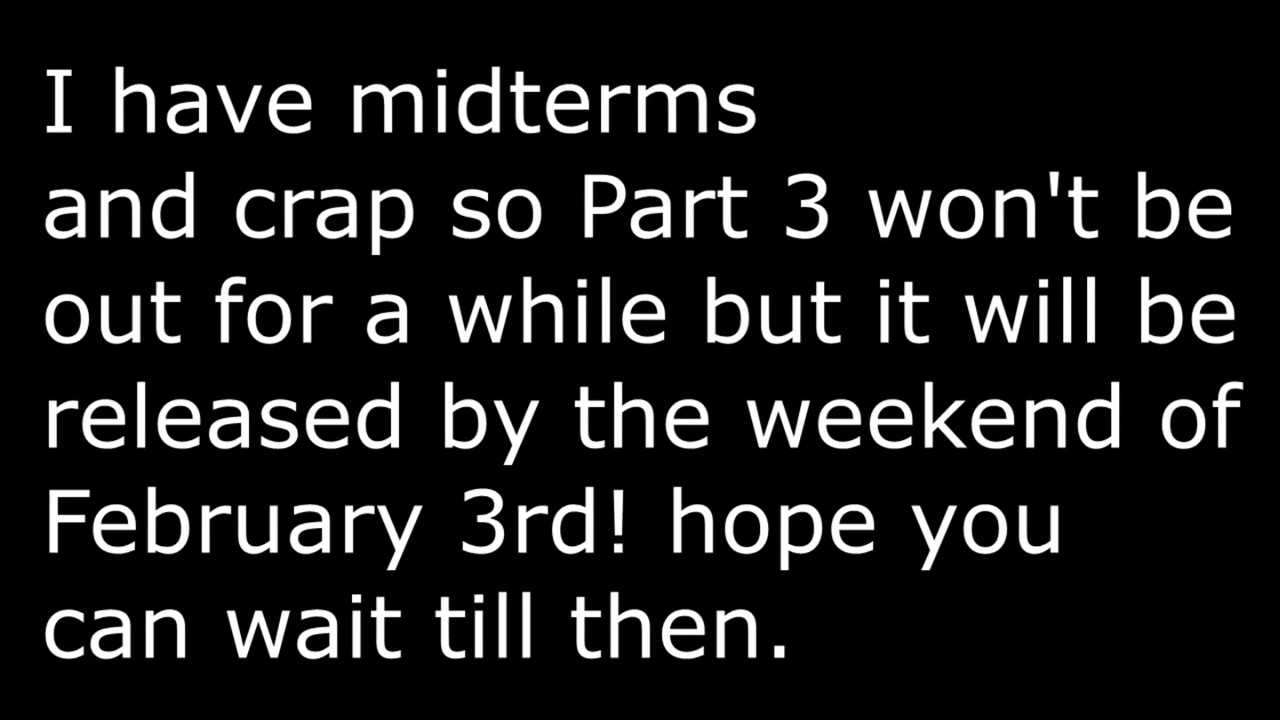 I have midterms
and crap so Part 3 won't be
out for a while but it will be
released by the weekend of
February 3rd! hope you
can wait till then.